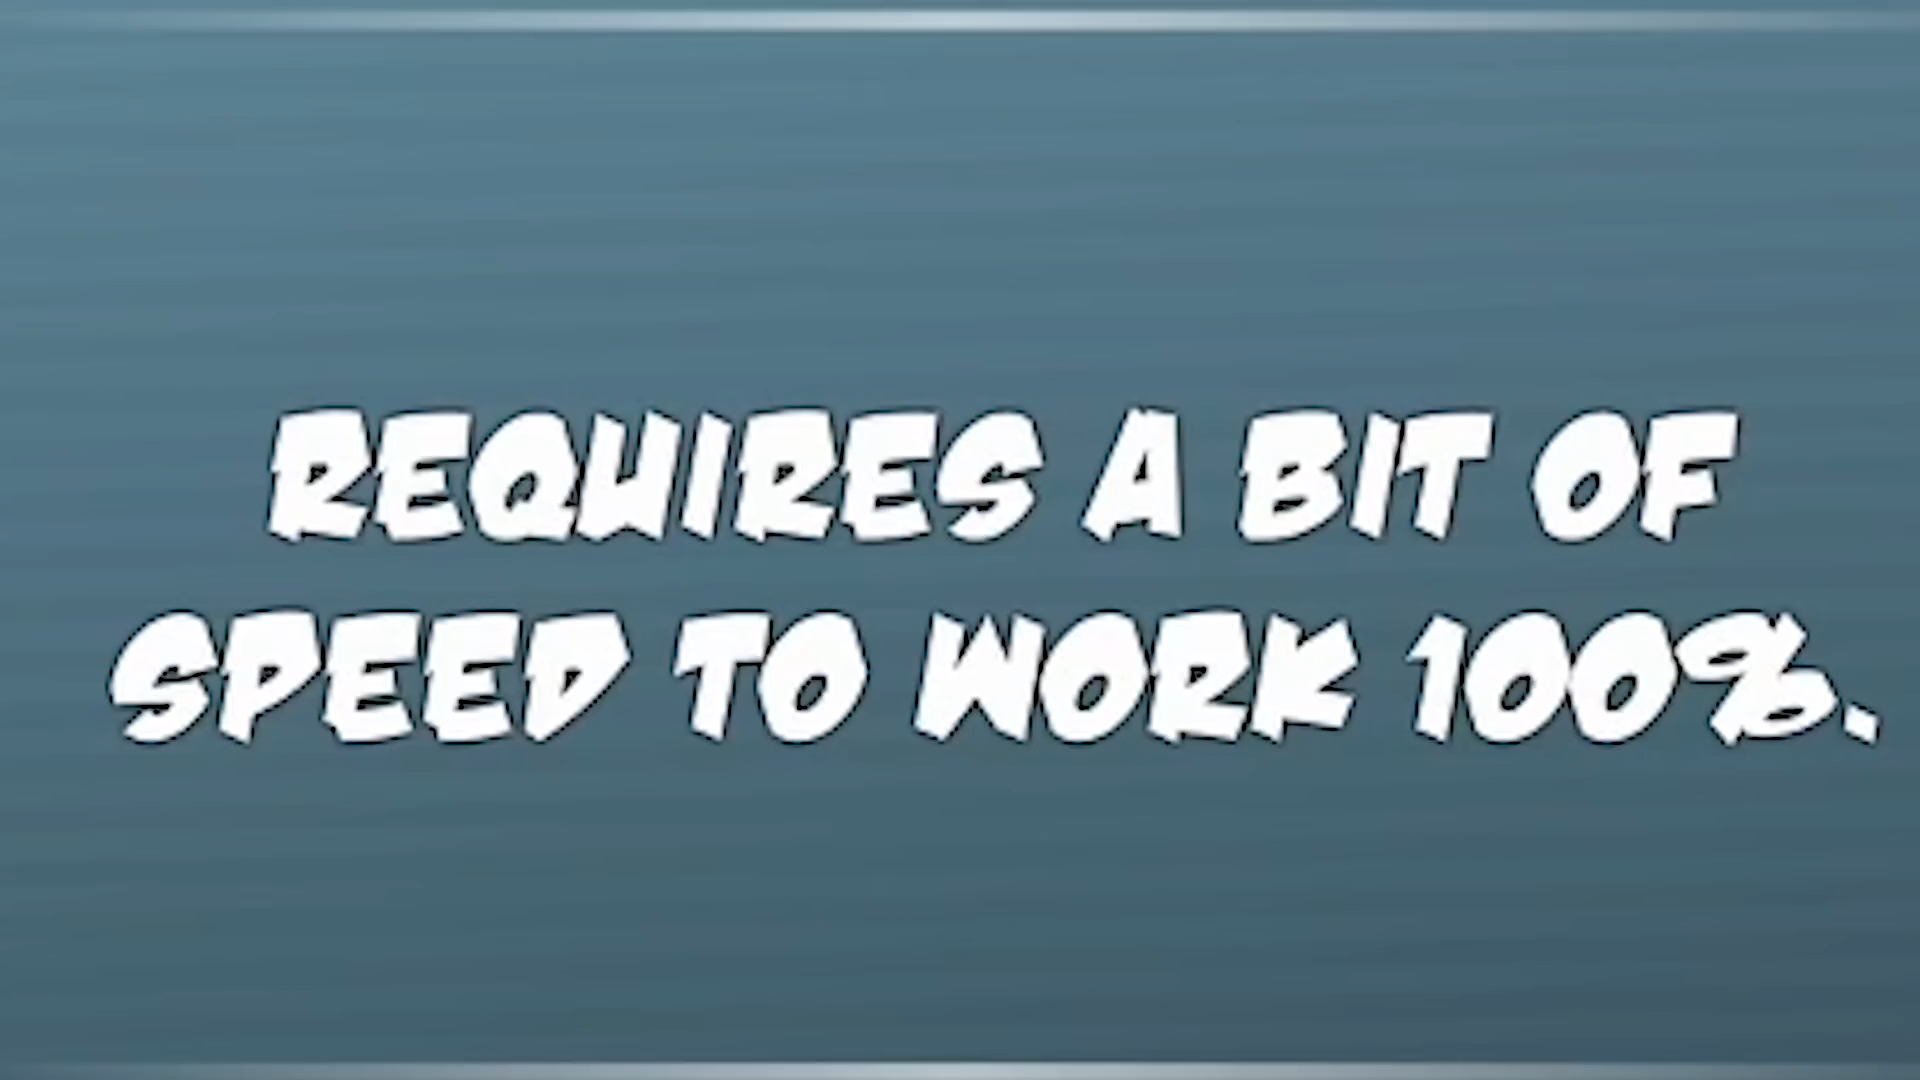 REQUIRES A BIT OF
SPEED TO WORK 100%.